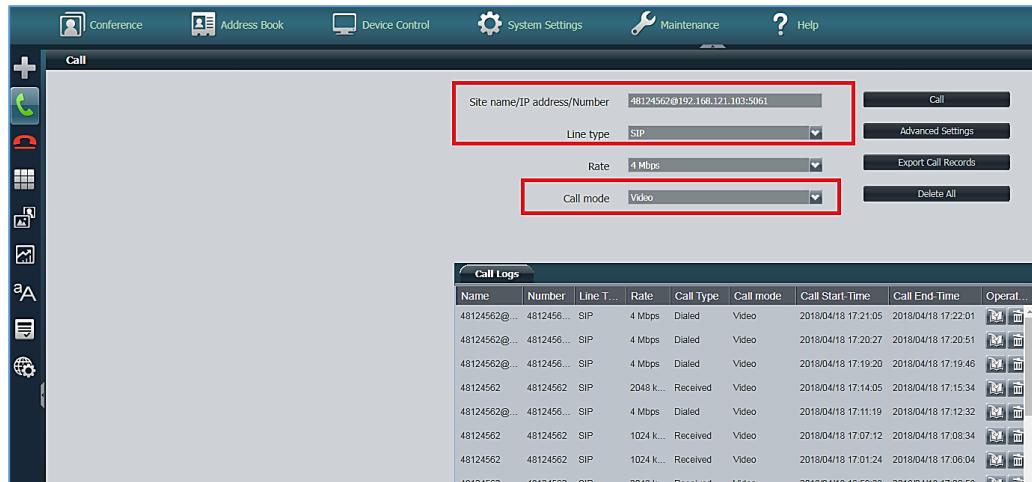 Conference Address Book Device Control System Settings Maintenance Help
Call
Site name/IP address/Number 48124562@192.168.121.103:5061 Call
Line type SIP Advanced Settings
Rate 4 Mbps Export Call Records
Call mode Video Delete All
Call Logs
Name Number Line T... Rate Call Type Call mode Call Start-Time Call End-Time Operat...
48124562@... 4812456... SIP 4 Mbps Dialed Video 2018/04/18 17:21:05 2018/04/18 17:22:01
48124562@... 4812456... SIP 4 Mbps Dialed Video 2018/04/18 17:20:27 2018/04/18 17:20:51
48124562@... 4812456... SIP 4 Mbps Dialed Video 2018/04/18 17:19:20 2018/04/18 17:19:46
48124562 48124562 SIP 2048 k... Received Video 2018/04/18 17:14:05 2018/04/18 17:15:34
48124562@... 4812456... SIP 4 Mbps Dialed Video 2018/04/18 17:11:19 2018/04/18 17:12:32
48124562 48124562 SIP 1024 k... Received Video 2018/04/18 17:07:12 2018/04/18 17:08:34
48124562 48124562 SIP 1024 k... Received Video 2018/04/18 17:01:24 2018/04/18 17:06:04